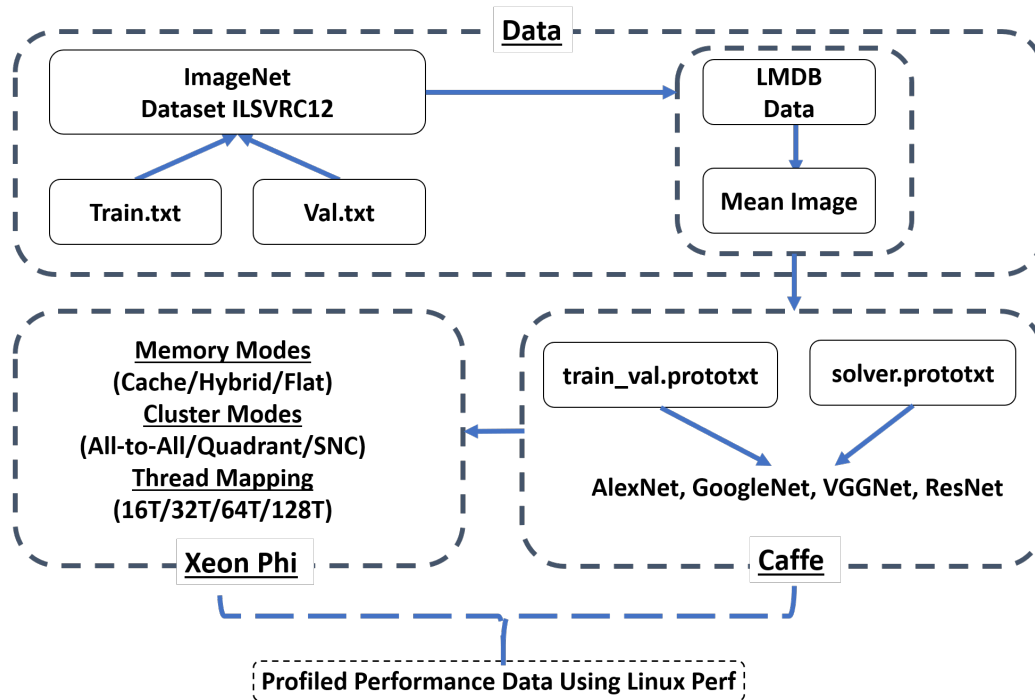 Data
ImageNet
Dataset ILSVRC12
LMDB
Data
Train.txt
Val.txt
Mean Image
Memory Modes
(Cache/Hybrid/Flat)
Cluster Modes
(All-to-All/Quadrant/SNC)
Thread Mapping
(16T/32T/64T/128T)
Xeon Phi
train_val.prototxt
solver.prototxt
AlexNet, GoogleNet, VGGNet, ResNet
Caffe
Profiled Performance Data Using Linux Perf